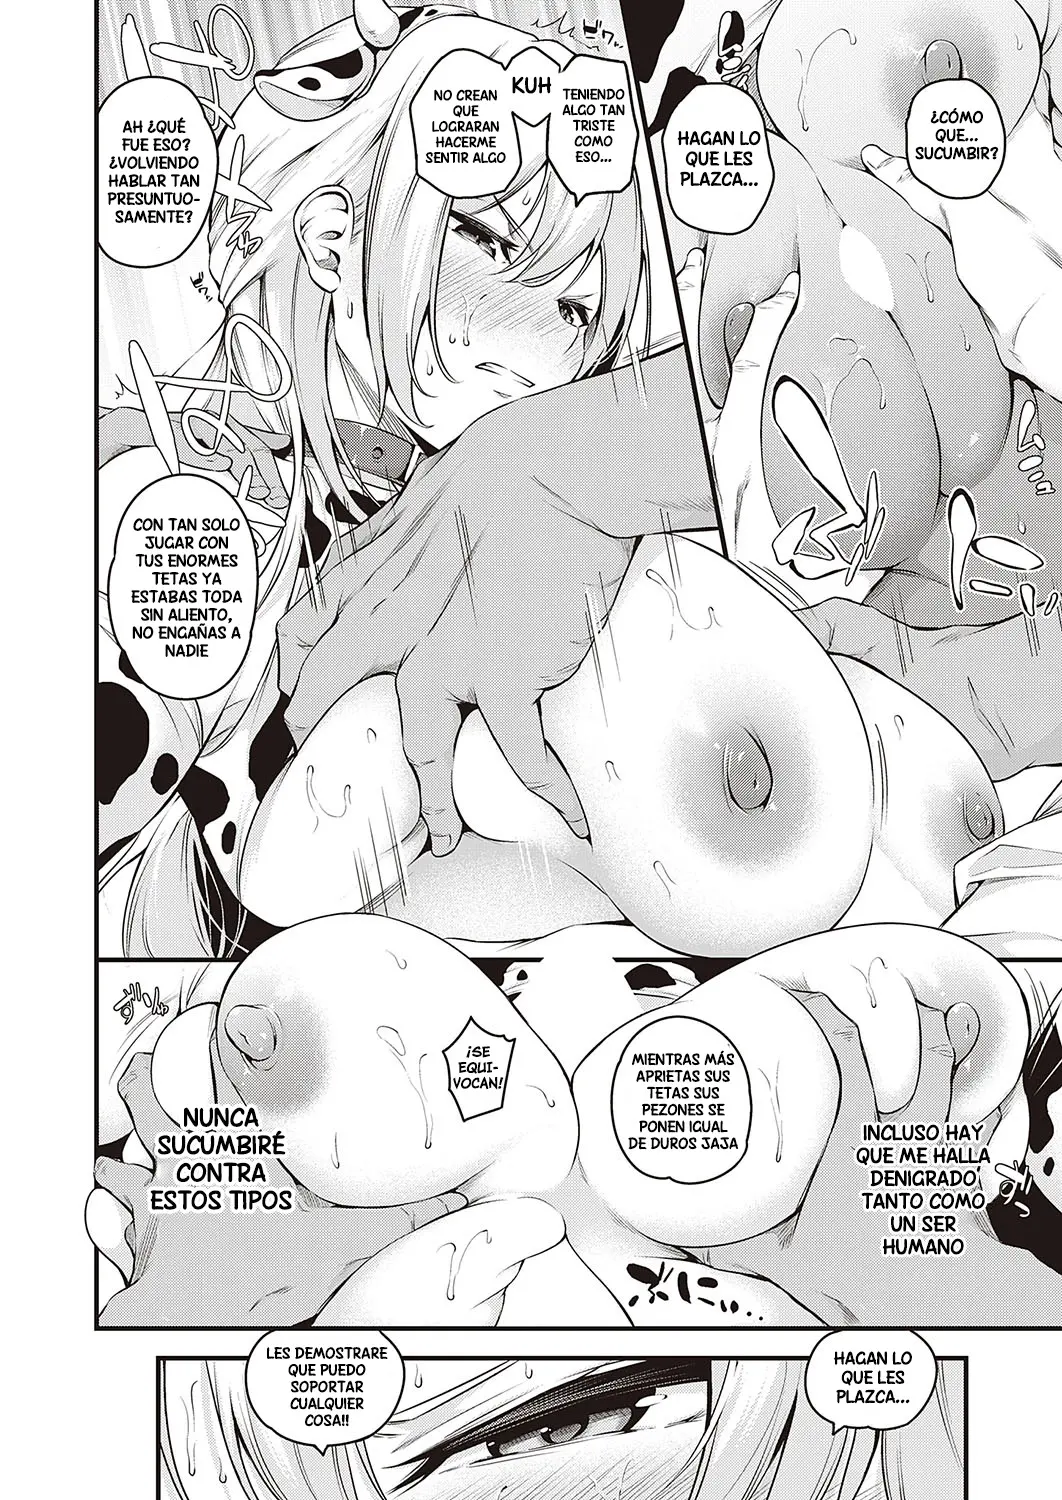 ¿CÓMO
QUE...
SUCUMBIR?
HAGAN LO
QUE LES
PLAZCA...
TENIENDO
ALGO TAN
TRISTE
COMO
ESO...
KUH
NO CREAN
QUE
LOGRARAN
HACERME
SENTIR ALGO
AH ¿QUÉ
FUE ESO?
¿VOLVIENDO
HABLAR TAN
PRESUNTUO-
SAMENTE?
CON TAN SOLO
JUGAR CON
TUS ENORMES
TETAS YA
ESTABAS TODA
SIN ALIENTO,
NO ENGAÑAS A
NADIE
MIENTRAS MÁS
APRIETAS SUS
TETAS SUS
PEZONES SE
PONEN IGUAL
DE DUROS JAJA
INCLUSO HAY
QUE ME HALLA
DENIGRADO
TANTO COMO
UN SER
HUMANO
¡SE
EQUI-
VOCAN!
NUNCA
SUCUMBIRÉ
CONTRA
ESTOS TIPOS
HAGAN LO
QUE LES
PLAZCA...
LES DEMOSTRARE
QUE PUEDO
SOPORTAR
CUALQUIER
COSA!!